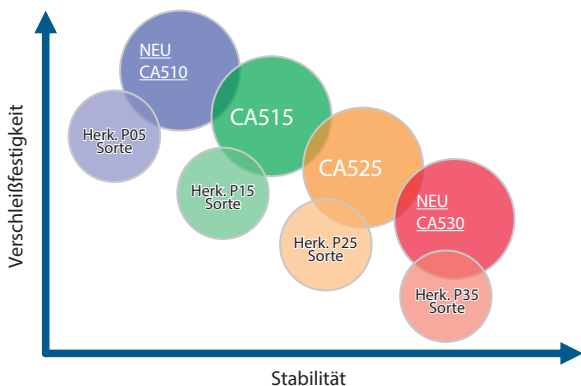 NEU
CA510
CA515
Herk. P05
Sorte
CA525
Herk. P15
Sorte
NEU
CA530
Herk. P25
Sorte
Herk. P35
Sorte
Verschleißfestigkeit
Stabilität